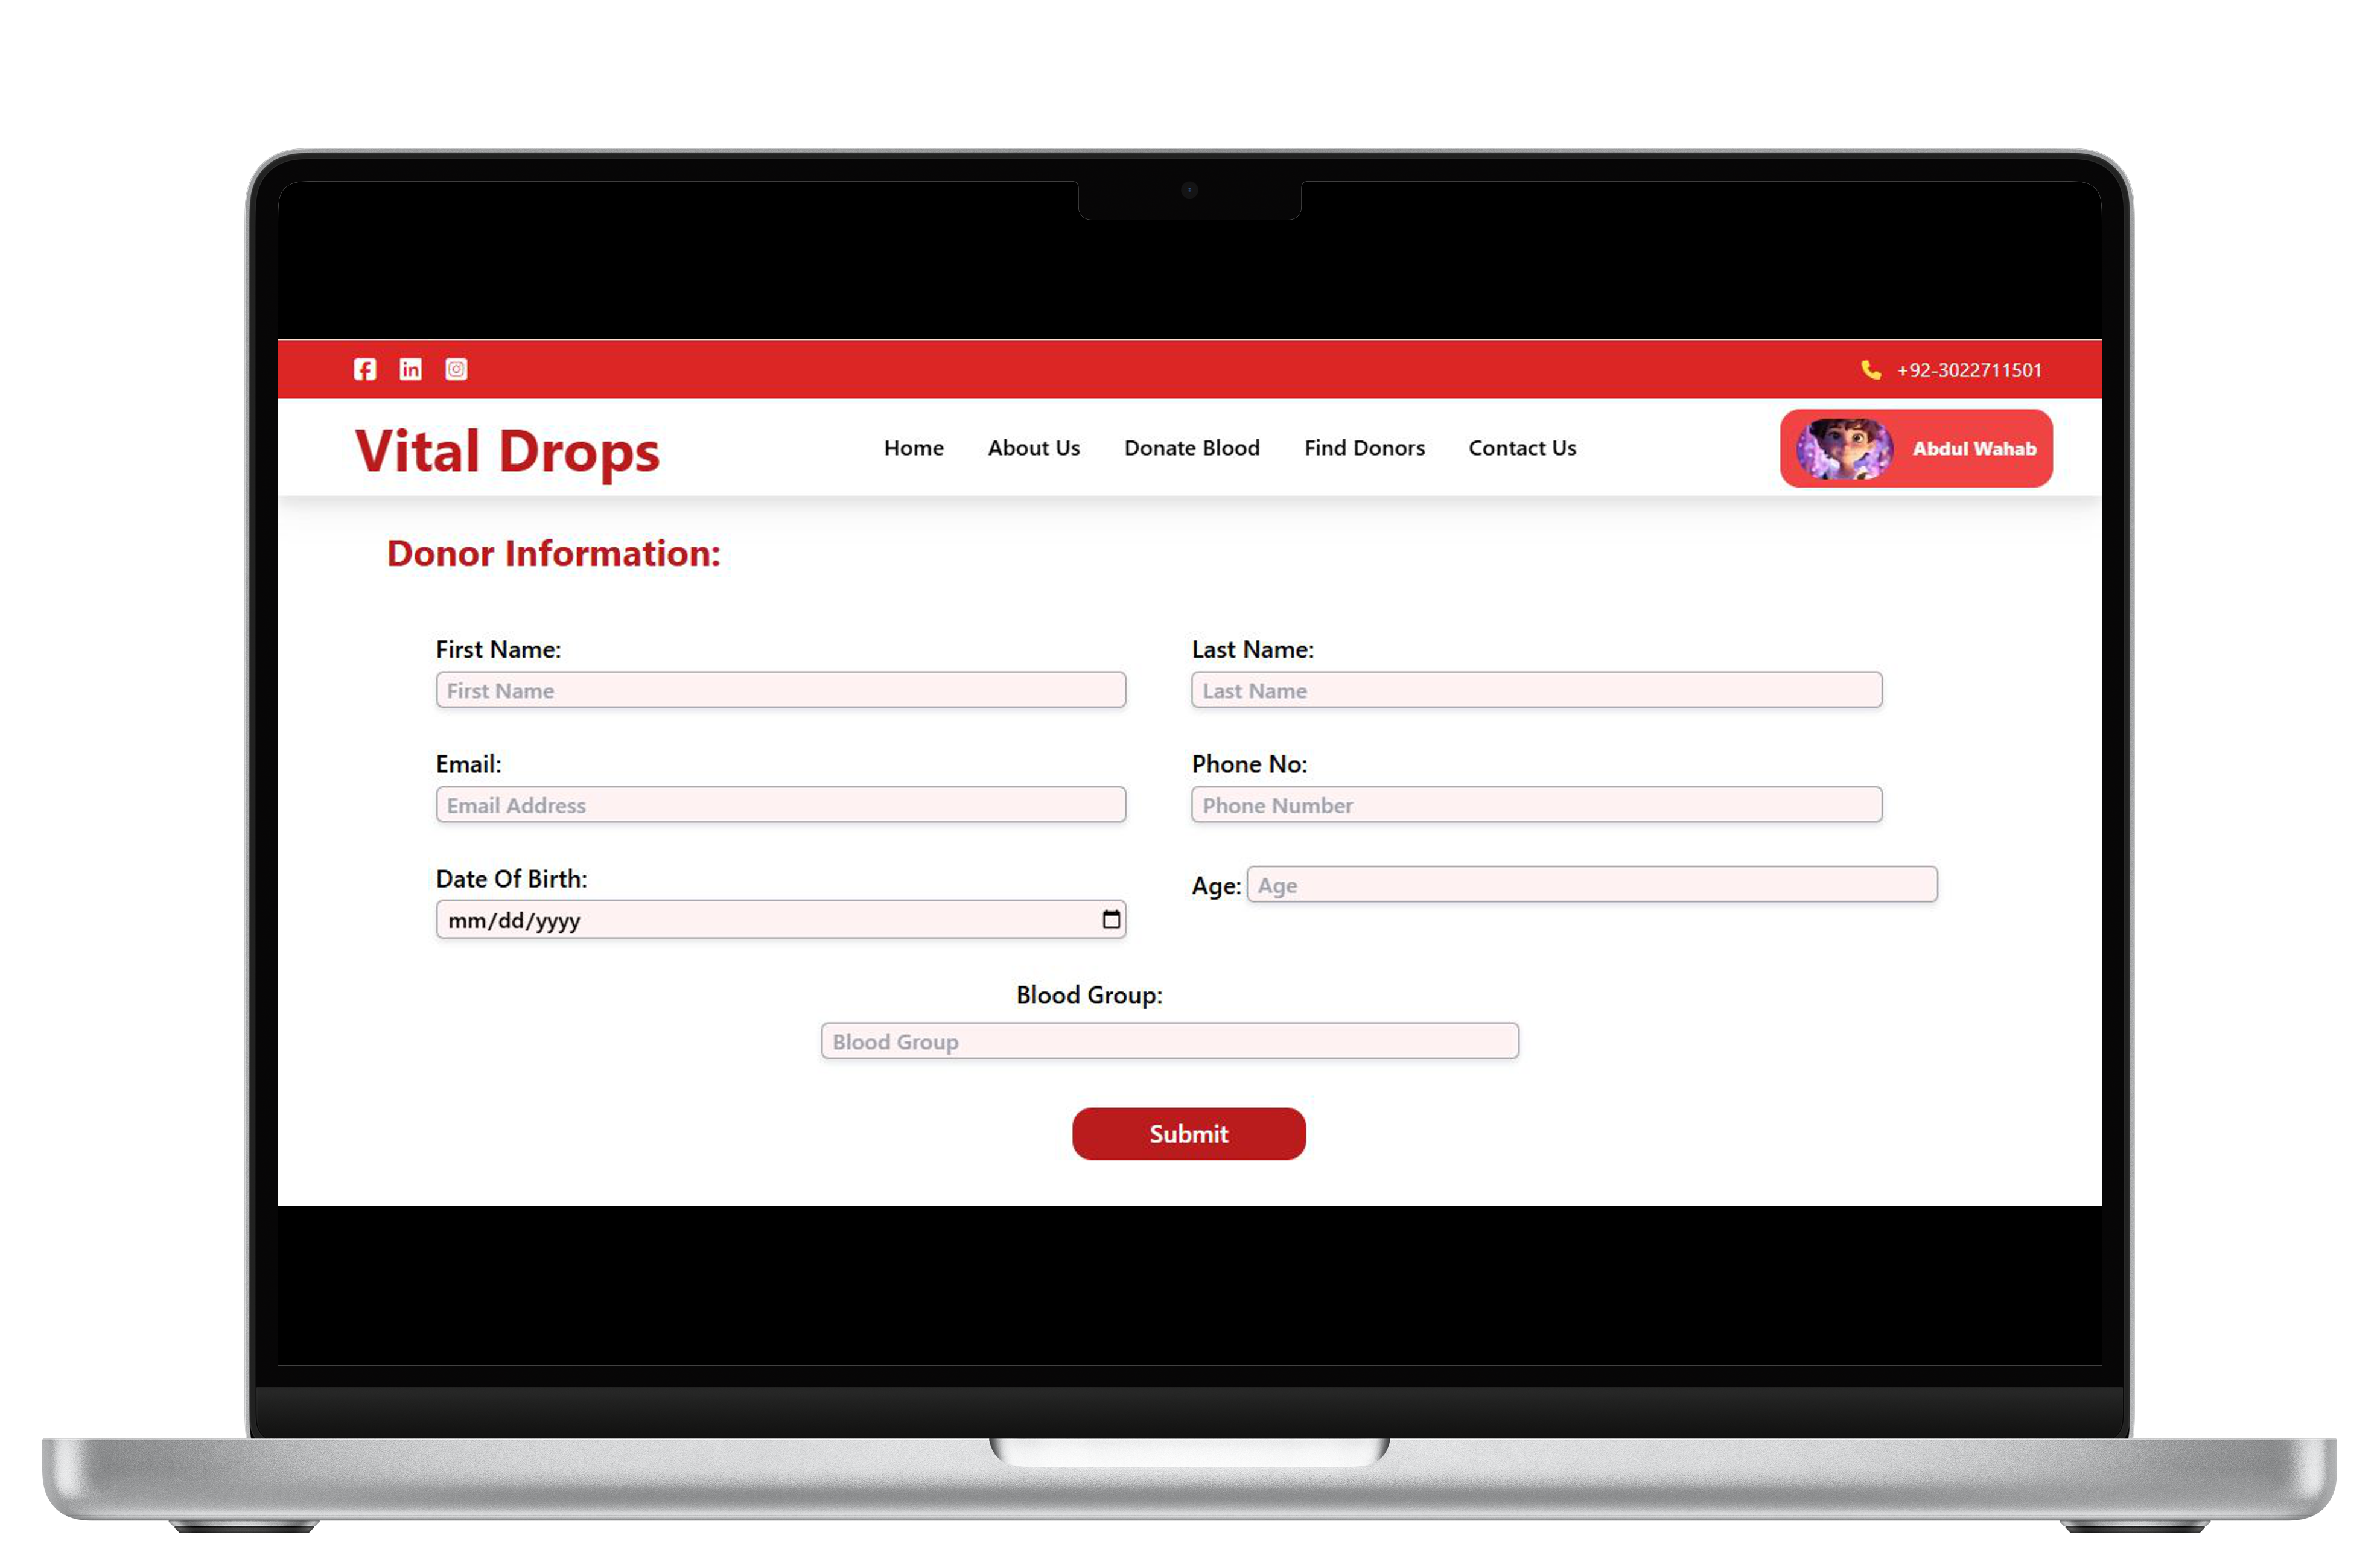 +92-3022711501
Vital Drops
Home About Us Donate Blood Find Donors Contact Us
Abdul Wahab
Donor Information:
First Name: Last Name:
First Name Last Name
Email: Phone No:
Email Address Phone Number
Date Of Birth:
mm/dd/yyyy
Age: Age
Blood Group:
Blood Group
Submit